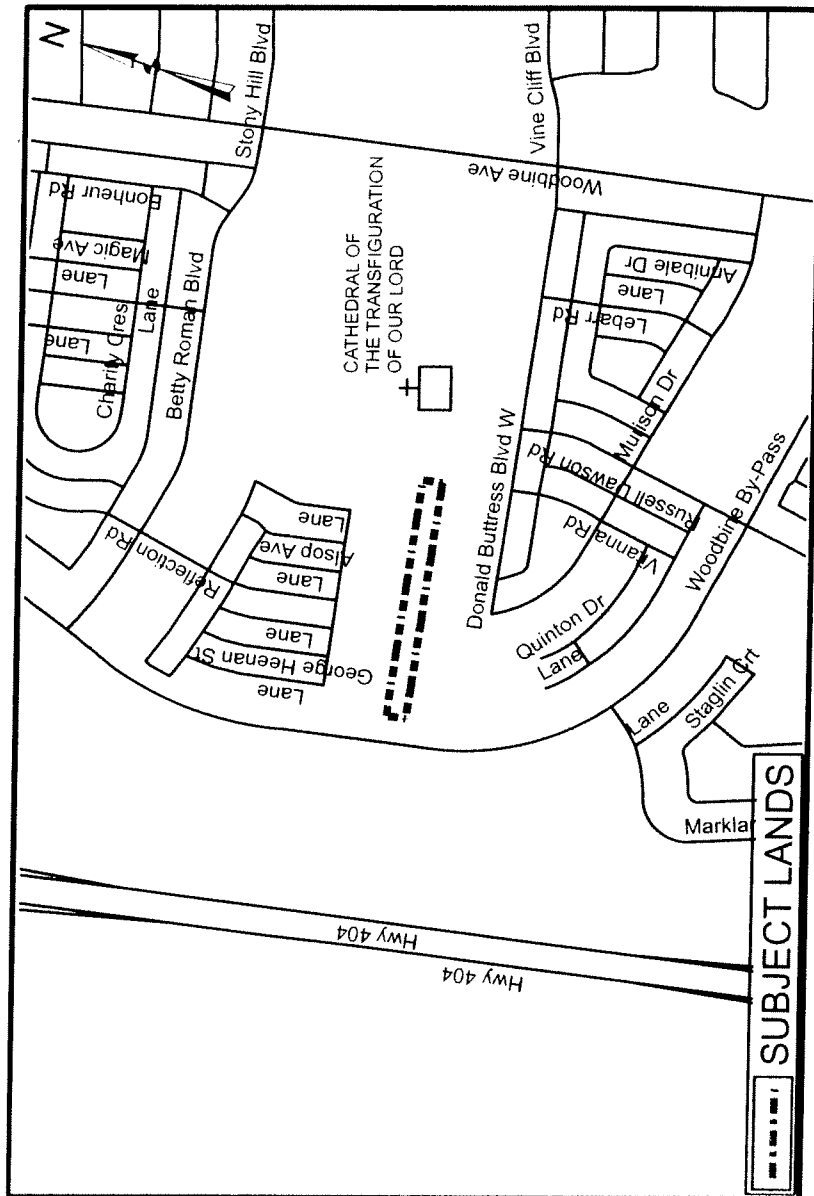 N
Stony Hill Blvd
Vine Cliff Blvd
Woodbine Ave
Bonheur Rd
Magic Ave
Lane
Lane
Lane
Charity Cres
Betty Roman Blvd
CATHEDRAL OF
THE TRANSFIGURATION
OF OUR LORD
Annibale Dr
Lane
Lebarr Rd
Mullson Dr
Russell Dawson Rd
Donald Buttress Blvd W
Vianna Rd
Woodbine By-Pass
Reflection Rd
Lane
Alsop Ave
Lane
Lane
George Heenan St
Lane
Quinton Dr
Lane
Lane
Staglin Crt
Marklan
Hwy 404
Hwy 404
SUBJECT LANDS